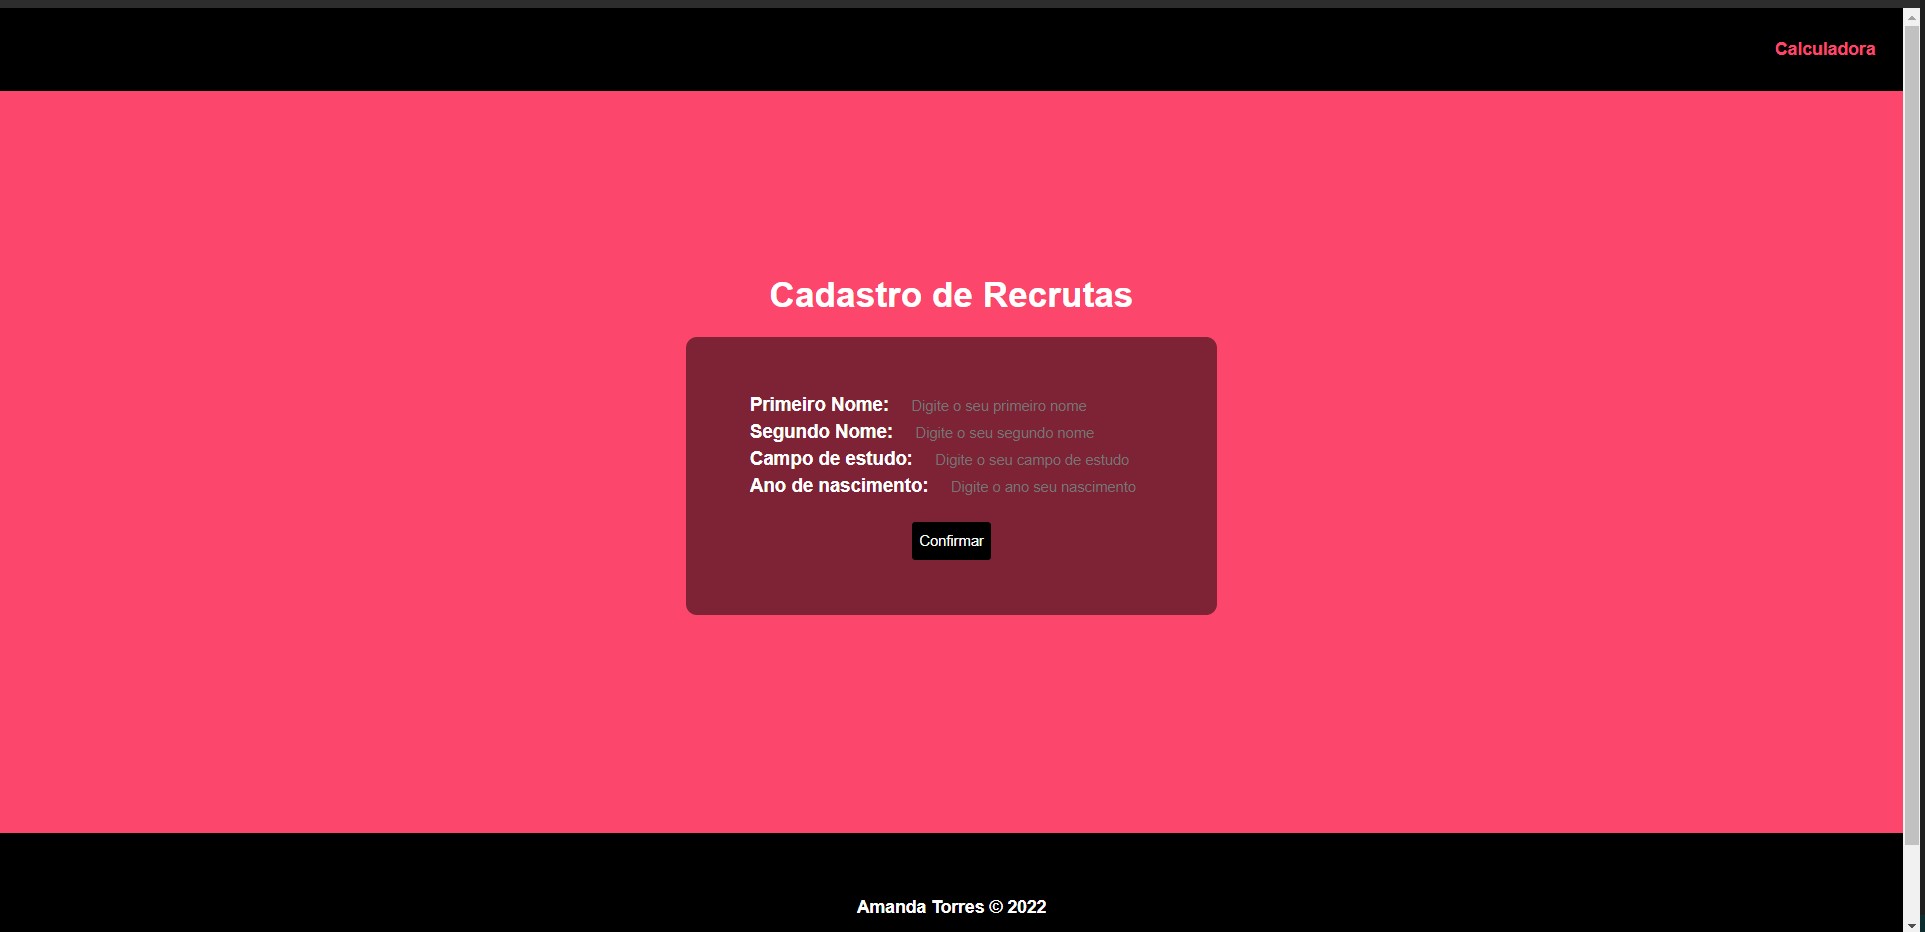 Calculadora
Cadastro de Recrutas
Primeiro Nome: Digite o seu primeiro nome
Segundo Nome: Digite o seu segundo nome
Campo de estudo: Digite o seu campo de estudo
Ano de nascimento: Digite o ano seu nascimento
Confirmar
Amanda Torres © 2022